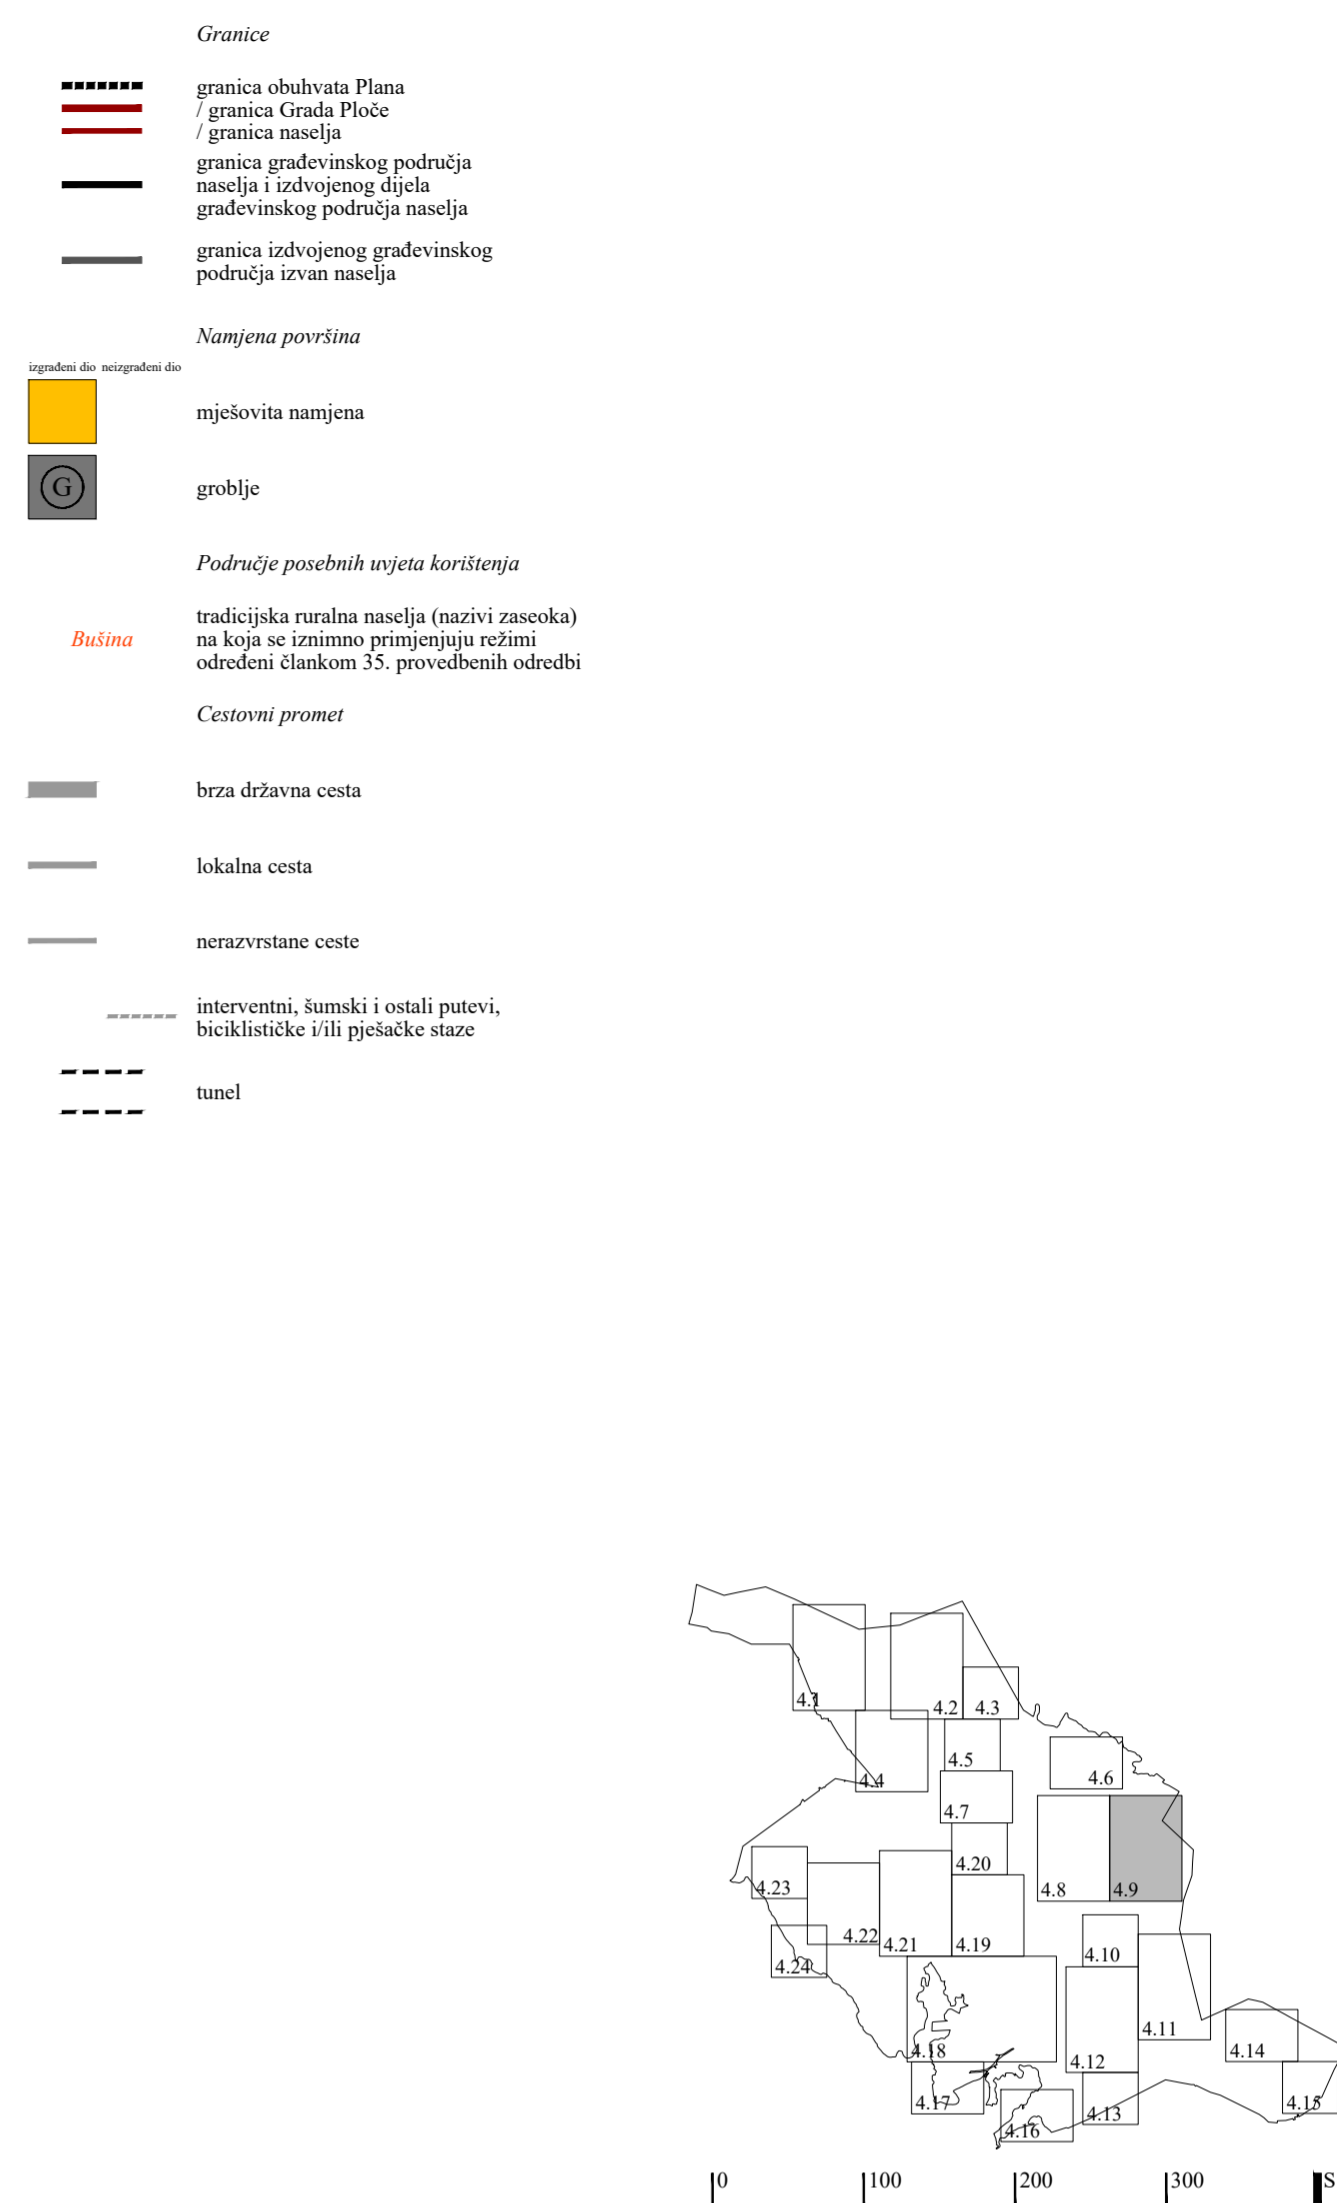 Granice
granica obuhvata Plana
/ granica Grada Ploče
/ granica naselja
granica građevinskog područja
naselja i izdvojenog dijela
građevinskog područja naselja
granica izdvojenog građevinskog
područja izvan naselja
Namjena površina
izgrađeni dio neizgrađeni dio
mješovita namjena
G
groblje
Područje posebnih uvjeta korištenja
Bušina
tradicijska ruralna naselja (nazivi zaseoka)
na koja se iznimno primjenjuju režimi
određeni člankom 35. provedbenih odredbi
Cestovni promet
brza državna cesta
lokalna cesta
nerazvrstane ceste
interventni, šumski i ostali putevi,
biciklističke i/ili pješačke staze
tunel
4.1
4.2
4.3
4.4
4.5
4.6
4.7
4.20
4.23
4.8
4.9
4.22
4.21
4.19
4.24
4.10
4.11
4.18
4.12
4.14
4.17
4.16
4.13
4.15
0 100 200 300 S